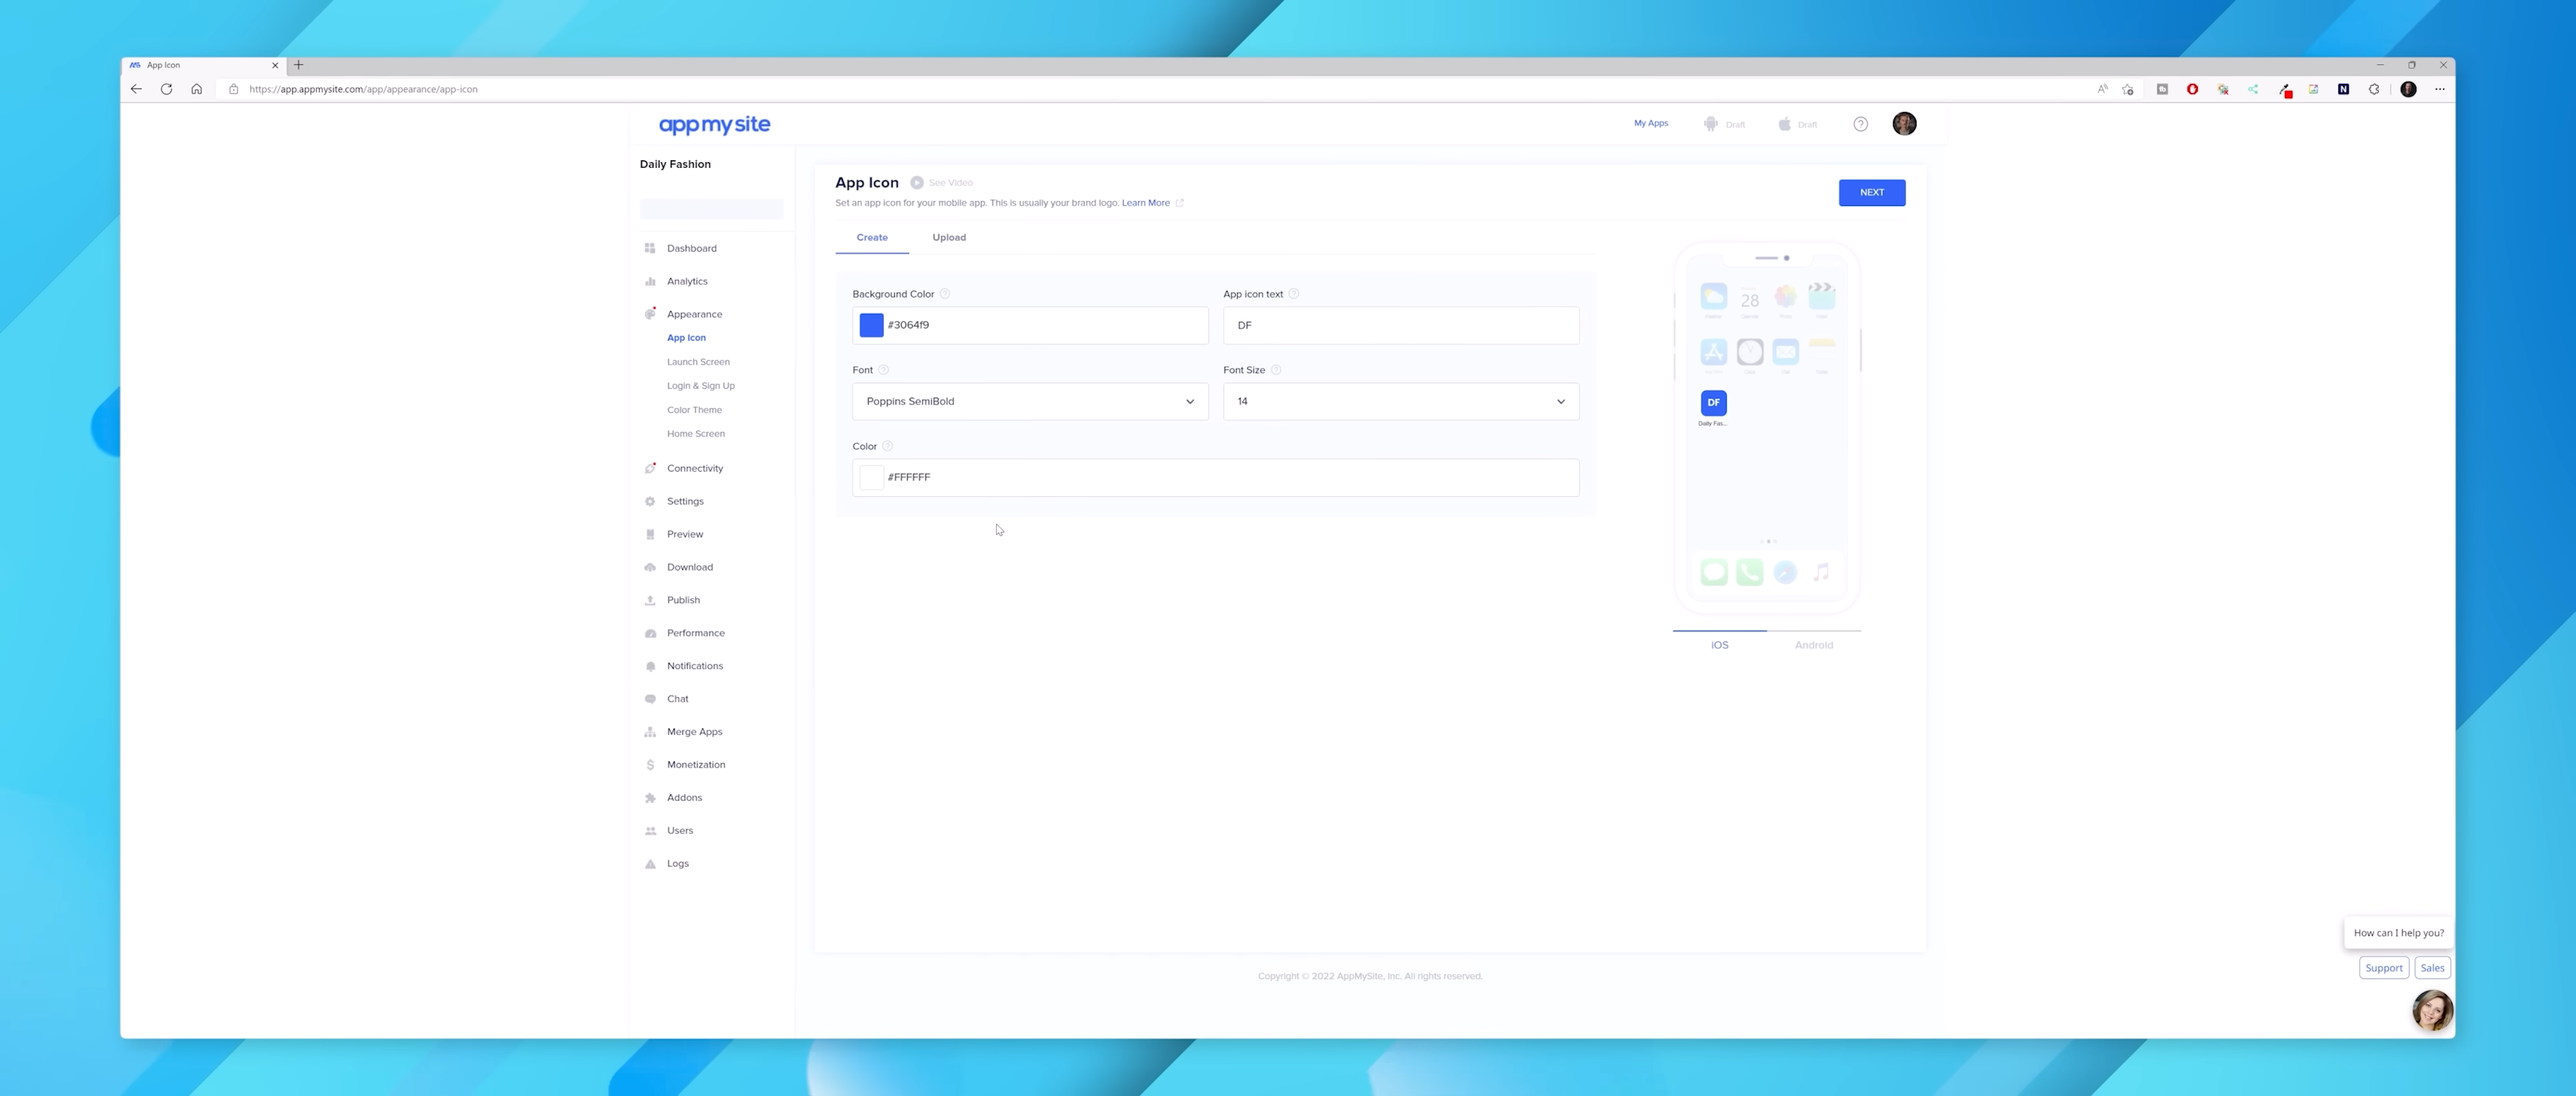 App Icon
https://app.appmysite.com/app/appearance/app-icon
appmysite
My Apps
Draft
Draft
Daily Fashion
App Icon
See Video
NEXT
Set an app icon for your mobile app. This is usually your brand logo. Learn More
Create
Upload
Dashboard
Analytics
Appearance
App Icon
Launch Screen
Login & Sign Up
Color Theme
Home Screen
Connectivity
Settings
Preview
Download
Publish
Performance
Notifications
Chat
Merge Apps
Monetization
Addons
Users
Logs
Background Color
#3064f9
App icon text
DF
Font
Poppins SemiBold
Font Size
14
Color
#FFFFFF
28
DF
Daily Fas...
iOS
Android
Copyright © 2022 AppMySite, Inc. All rights reserved.
How can I help you?
Support
Sales